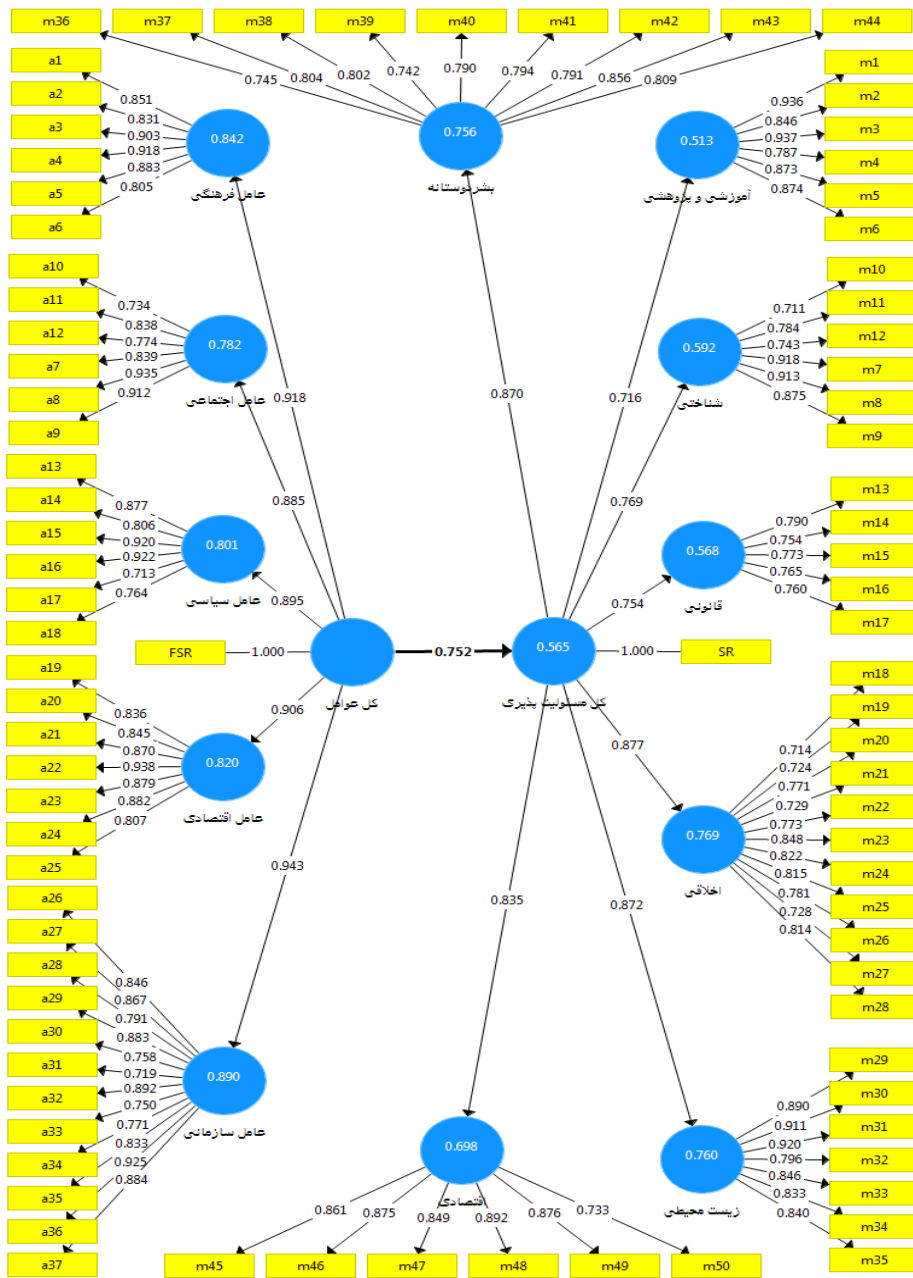 m36 m37 m38 m39 m40 m41 m42 m43 m44
0.745 0.804 0.802 0.742 0.790 0.794 0.791 0.856 0.809
0.756
بشردوستانه
a1
a2
a3
a4
a5
a6
0.851
0.831
0.903
0.918
0.883
0.805
0.842
عامل فرهنگی
m1
m2
m3
m4
m5
m6
0.936
0.846
0.937
0.787
0.873
0.874
0.513
آموزشی و پژوهشی
a10
a11
a12
a7
a8
a9
0.734
0.838
0.774
0.839
0.935
0.912
0.782
عامل اجتماعی
m10
m11
m12
m7
m8
m9
0.711
0.784
0.743
0.918
0.913
0.875
0.592
شناختی
0.918
0.870
0.716
0.885
0.769
a13
a14
a15
a16
a17
a18
0.877
0.806
0.920
0.922
0.713
0.764
0.801
عامل سیاسی
0.895
m13
m14
m15
m16
m17
0.790
0.754
0.773
0.765
0.760
0.568
قانونی
0.754
FSR
1.000
کل عوامل
0.752
0.565
کل مسئولیت پذیری
1.000
SR
a19
a20
a21
a22
a23
a24
a25
0.836
0.845
0.870
0.938
0.879
0.882
0.807
0.820
عامل اقتصادی
0.906
0.877
m18
m19
m20
m21
m22
m23
m24
m25
m26
m27
m28
0.714
0.724
0.771
0.729
0.773
0.848
0.822
0.815
0.781
0.728
0.814
0.769
اخلاقی
0.943
0.835
0.872
a26
a27
a28
a29
a30
a31
a32
a33
a34
a35
a36
a37
0.846
0.867
0.791
0.883
0.758
0.719
0.892
0.750
0.771
0.833
0.925
0.884
0.890
عامل سازمانی
m29
m30
m31
m32
m33
m34
m35
0.890
0.911
0.920
0.796
0.846
0.833
0.840
0.760
زیست محیطی
0.698
اقتصادی
0.861 0.875 0.849 0.892 0.876 0.733
m45 m46 m47 m48 m49 m50